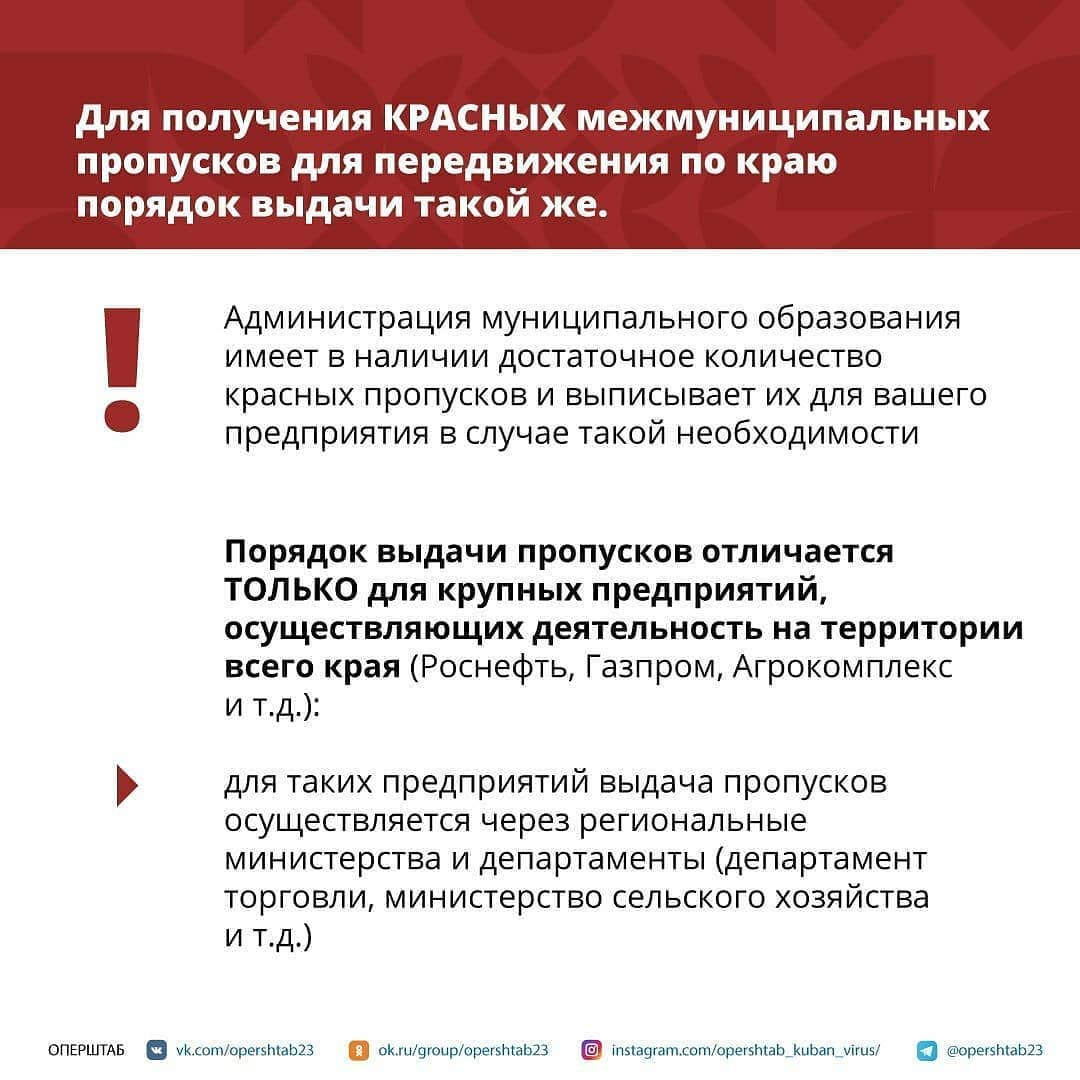 Для получения КРАСНЫХ межмуниципальных
пропусков для передвижения по краю
порядок выдачи такой же.
!
Администрация муниципального образования
имеет в наличии достаточное количество
красных пропусков и выписывает их для вашего
предприятия в случае такой необходимости
Порядок выдачи пропусков отличается
ТОЛЬКО для крупных предприятий,
осуществляющих деятельность на территории
всего края (Роснефть, Газпром, Агрокомплекс
и т.д.):
для таких предприятий выдача пропусков
осуществляется через региональные
министерства и департаменты (департамент
торговли, министерство сельского хозяйства
и т.д.)
ОПЕРШТАБ vk.com/opershtab23 ok.ru/group/opershtab23 instagram.com/opershtab_kuban_virus/ @opershtab23